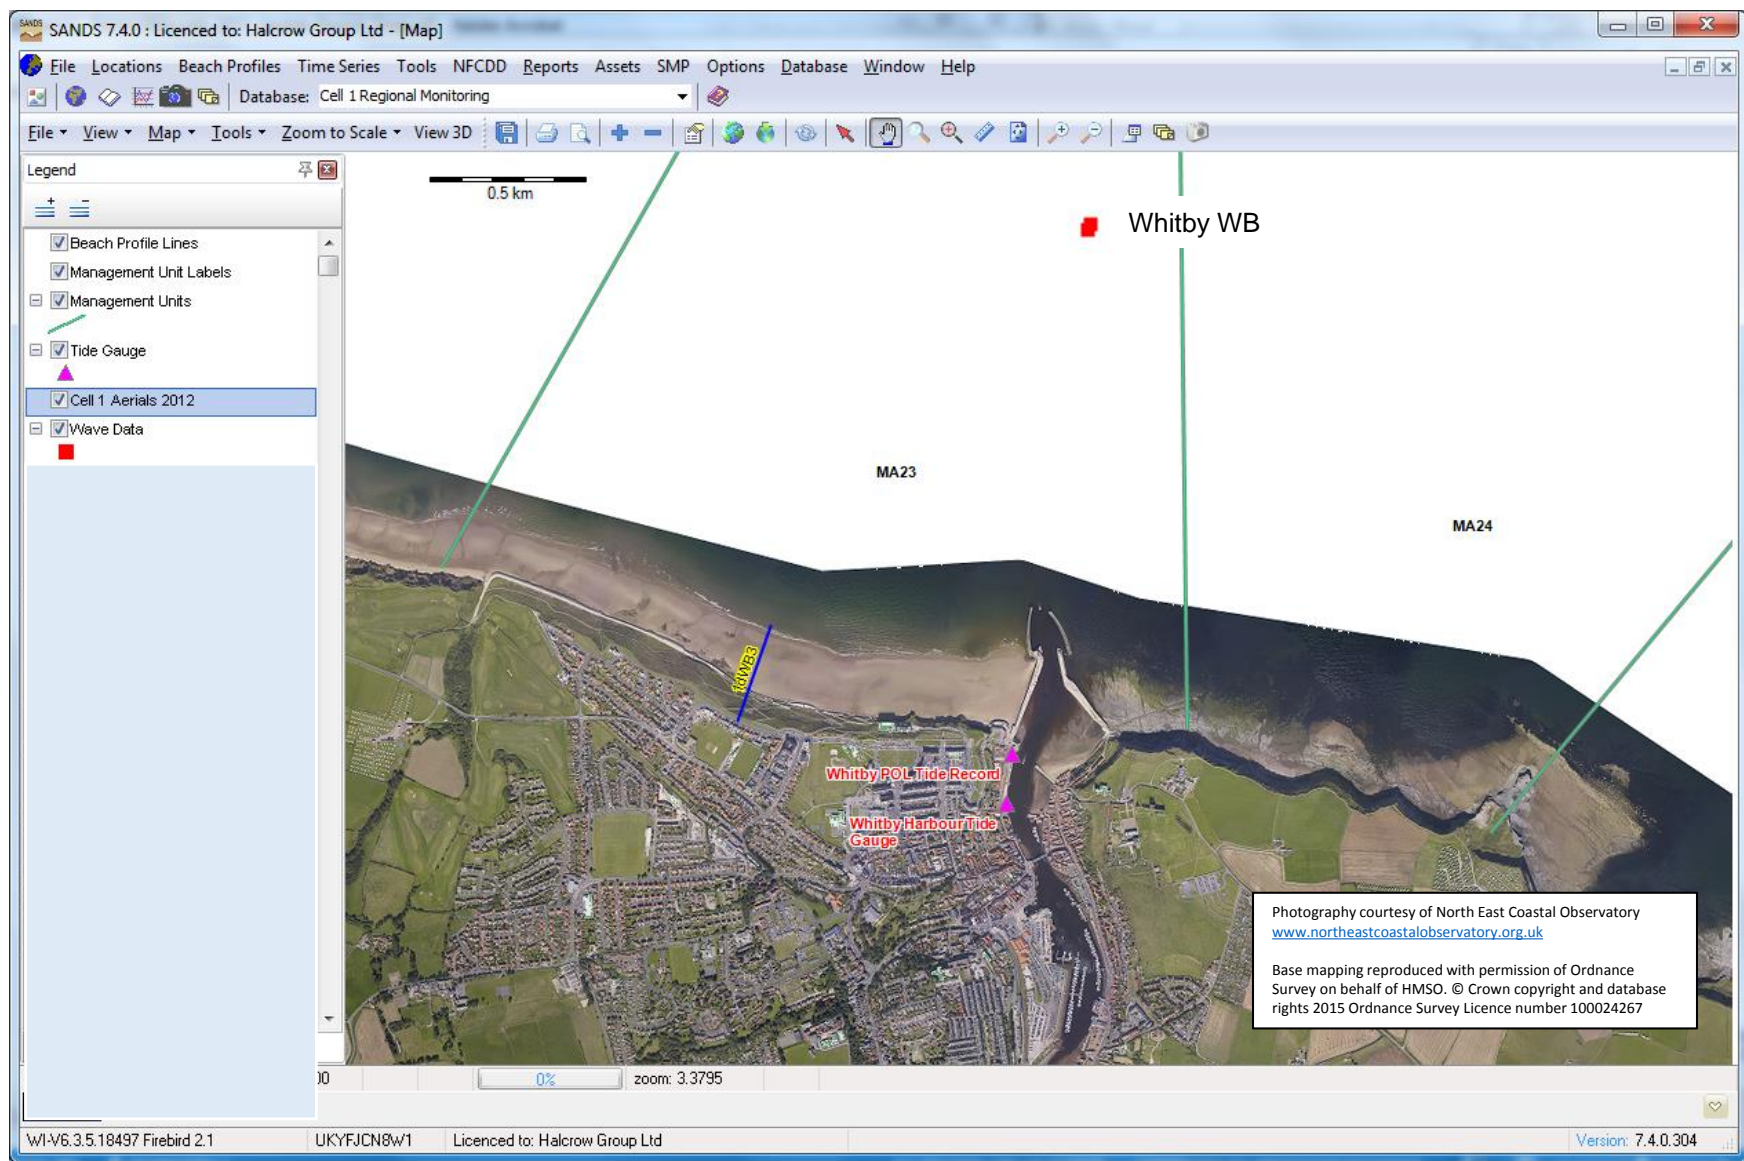 SANDS
SANDS 7.4.0 : Licenced to: Halcrow Group Ltd - [Map]
File Locations Beach Profiles Time Series Tools NFCDD Reports Assets SMP Options Database Window Help
Database: Cell 1 Regional Monitoring
File View Map Tools Zoom to Scale View 3D
Legend
Beach Profile Lines
Management Unit Labels
Management Units
Tide Gauge
Cell 1 Aerials 2012
Wave Data
0.5 km
Whitby WB
MA23
MA24
1dWB3
Whitby POL Tide Record
Whitby Harbour Tide
Gauge
Photography courtesy of North East Coastal Observatory
www.northeastcoastalobservatory.org.uk
Base mapping reproduced with permission of Ordnance
Survey on behalf of HMSO. © Crown copyright and database
rights 2015 Ordnance Survey Licence number 100024267
0% zoom: 3.3795
WI-V6.3.5.18497 Firebird 2.1 UKYFJCN8W1 Licenced to: Halcrow Group Ltd Version: 7.4.0.304